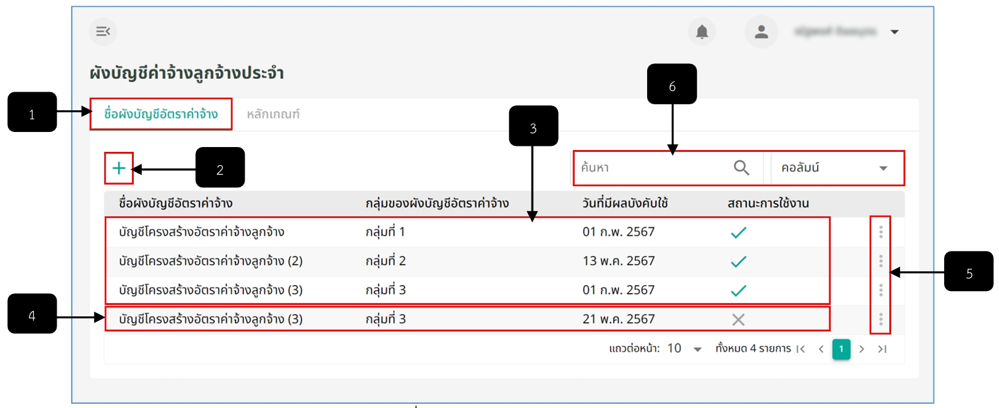 ผังบัญชีค่าจ้างลูกจ้างประจำ
6
1
ชื่อผังบัญชีอัตราค่าจ้าง หลักเกณฑ์
3
2
ค้นหา คอลัมน์
ชื่อผังบัญชีอัตราค่าจ้าง กลุ่มของผังบัญชีอัตราค่าจ้าง วันที่มีผลบังคับใช้ สถานะการใช้งาน
บัญชีโครงสร้างอัตราค่าจ้างลูกจ้าง กลุ่มที่ 1 01 ก.พ. 2567
บัญชีโครงสร้างอัตราค่าจ้างลูกจ้าง (2) กลุ่มที่ 2 13 พ.ค. 2567
5
บัญชีโครงสร้างอัตราค่าจ้างลูกจ้าง (3) กลุ่มที่ 3 01 ก.พ. 2567
4
บัญชีโครงสร้างอัตราค่าจ้างลูกจ้าง (3) กลุ่มที่ 3 21 พ.ค. 2567
แถวต่อหน้า: 10 ทั้งหมด 4 รายการ 1